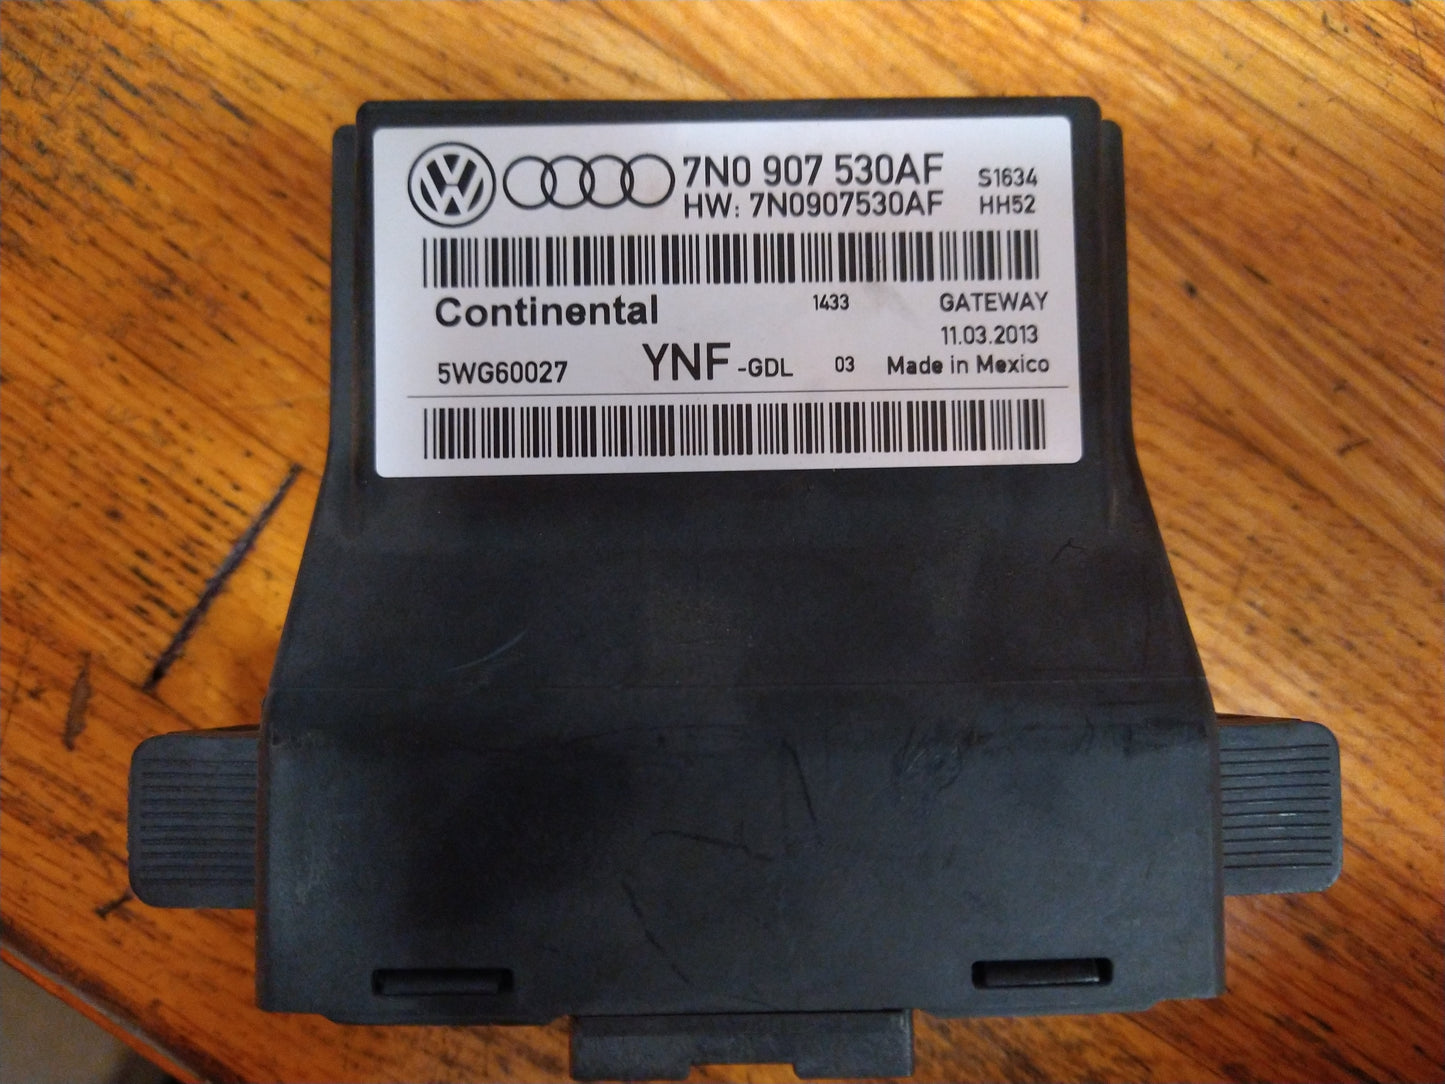 7N0 907 530AF S1634
HW: 7N0907530AF HH52
Continental 1433 GATEWAY
11.03.2013
5WG60027 YNF -GDL 03 Made in Mexico